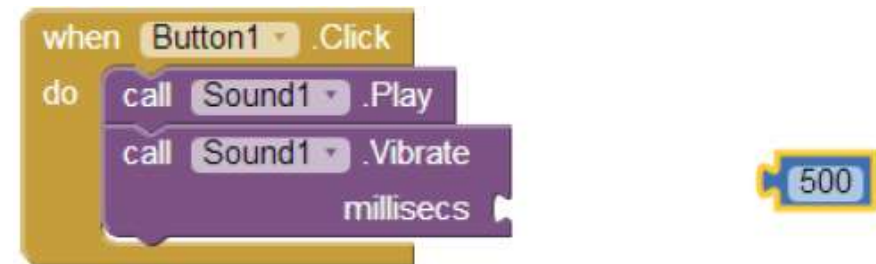 when Button1 .Click
do call Sound1 .Play
call Sound1 .Vibrate
millisecs
500